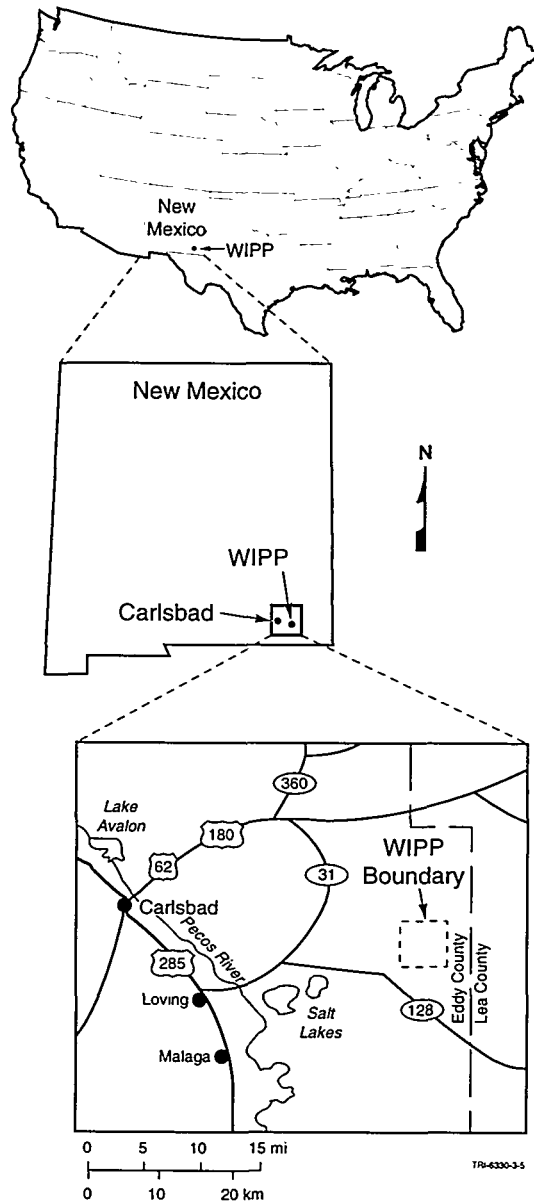 New
Mexico
WIPP
New Mexico
N
WIPP
Carlsbad
360
Lake
Avalon
180
62
31
WIPP
Boundary
Carlsbad
Pecos River
285
Loving
Salt
Lakes
Eddy County
Lea County
128
Malaga
0 5 10 15 mi
0 10 20 km
TRI-6330-3-5